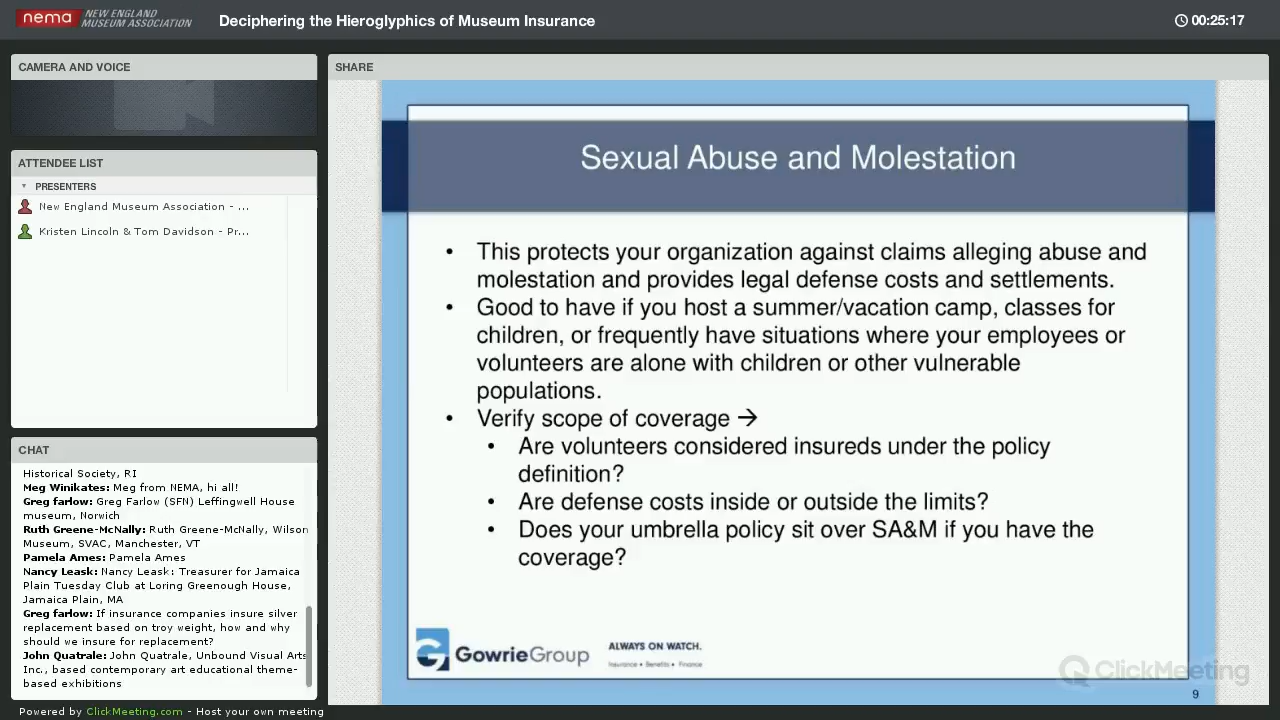 nema NEW ENGLAND
MUSEUM ASSOCIATION
Deciphering the Hieroglyphics of Museum Insurance
00:25:17
CAMERA AND VOICE
ATTENDEE LIST
PRESENTERS
New England Museum Association - ...
Kristen Lincoln & Tom Davidson - Pr...
CHAT
Historical Society, RI
Meg Winikates: Meg from NEMA, hi all!
Greg farlow: Greg Farlow (SFN) Leffingwell House
museum, Norwich
Ruth Greene-McNally: Ruth Greene-McNally, Wilson
Museum, SVAC, Manchester, VT
Pamela Ames: Pamela Ames
Nancy Leask: Nancy Leask: Treasurer for Jamaica
Plain Tuesday Club at Loring Greenough House,
Jamaica Plain, MA
Greg farlow: If insurance companies insure silver
replacement based on troy weight, how and why
should we insure for replacement?
John Quatrale: John Quatrale, Unbound Visual Arts
Inc., based contemporary art educational theme-
based exhibitions
Powered by ClickMeeting.com - Host your own meeting
SHARE
Sexual Abuse and Molestation
• This protects your organization against claims alleging abuse and
molestation and provides legal defense costs and settlements.
• Good to have if you host a summer/vacation camp, classes for
children, or frequently have situations where your employees or
volunteers are alone with children or other vulnerable
populations.
• Verify scope of coverage →
• Are volunteers considered insureds under the policy
definition?
• Are defense costs inside or outside the limits?
• Does your umbrella policy sit over SA&M if you have the
coverage?
GowrieGroup
ALWAYS ON WATCH.
Insurance • Benefits • Finance
ClickMeeting
9